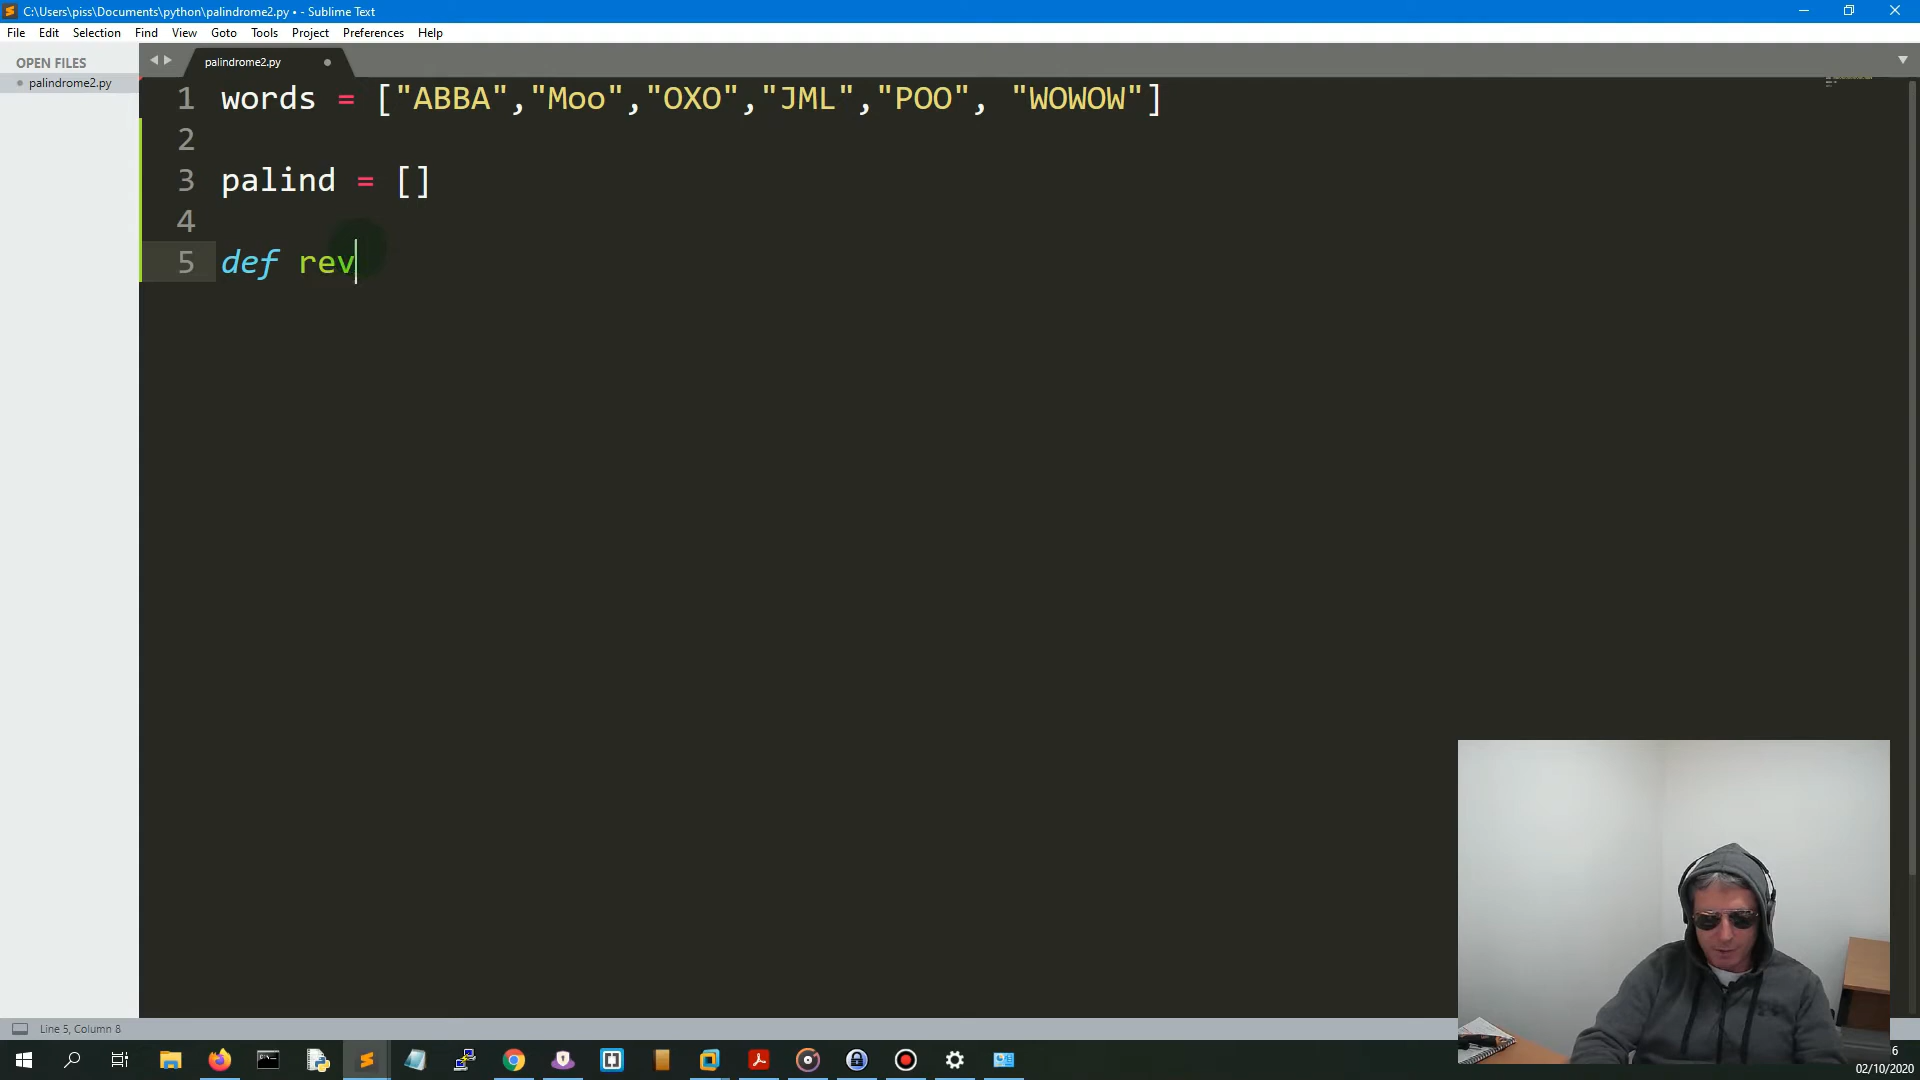 C:\Users\piss\Documents\python\palindrome2.py • - Sublime Text
File Edit Selection Find View Goto Tools Project Preferences Help
OPEN FILES
palindrome2.py
palindrome2.py
1 words = ["ABBA","Moo","OXO","JML","POO", "WOWOW"]
2
3 palind = []
4
5 def rev
Line 5, Column 8
6
02/10/2020